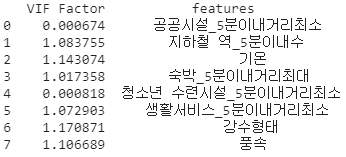 VIF Factor features
0 0.000674 공공시설_5분이내거리최소
1 1.083755 지하철 역_5분이내수
2 1.143074 기온
3 1.017358 숙박_5분이내거리최대
4 0.000818 청소년 수련시설_5분이내거리최소
5 1.072903 생활서비스_5분이내거리최소
6 1.170871 강수형태
7 1.106689 풍속